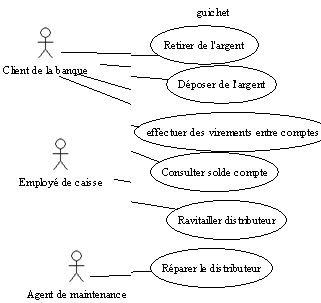 guichet
Retirer de l'argent
Client de la banque
Déposer de l'argent
effectuer des virements entre comptes
Consulter solde compte
Employé de caisse
Ravitailler distributeur
Réparer le distributeur
Agent de maintenance